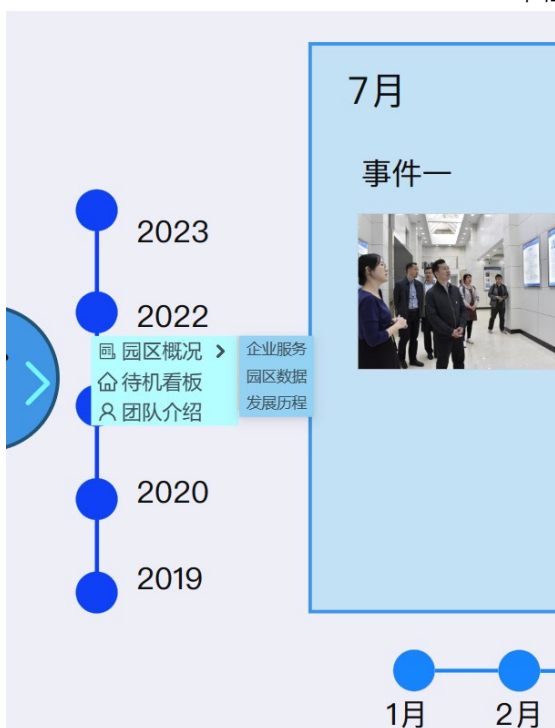 7月
事件一
2023
2022
园区概况
待机看板
团队介绍
企业服务
园区数据
发展历程
2020
2019
1月
2月